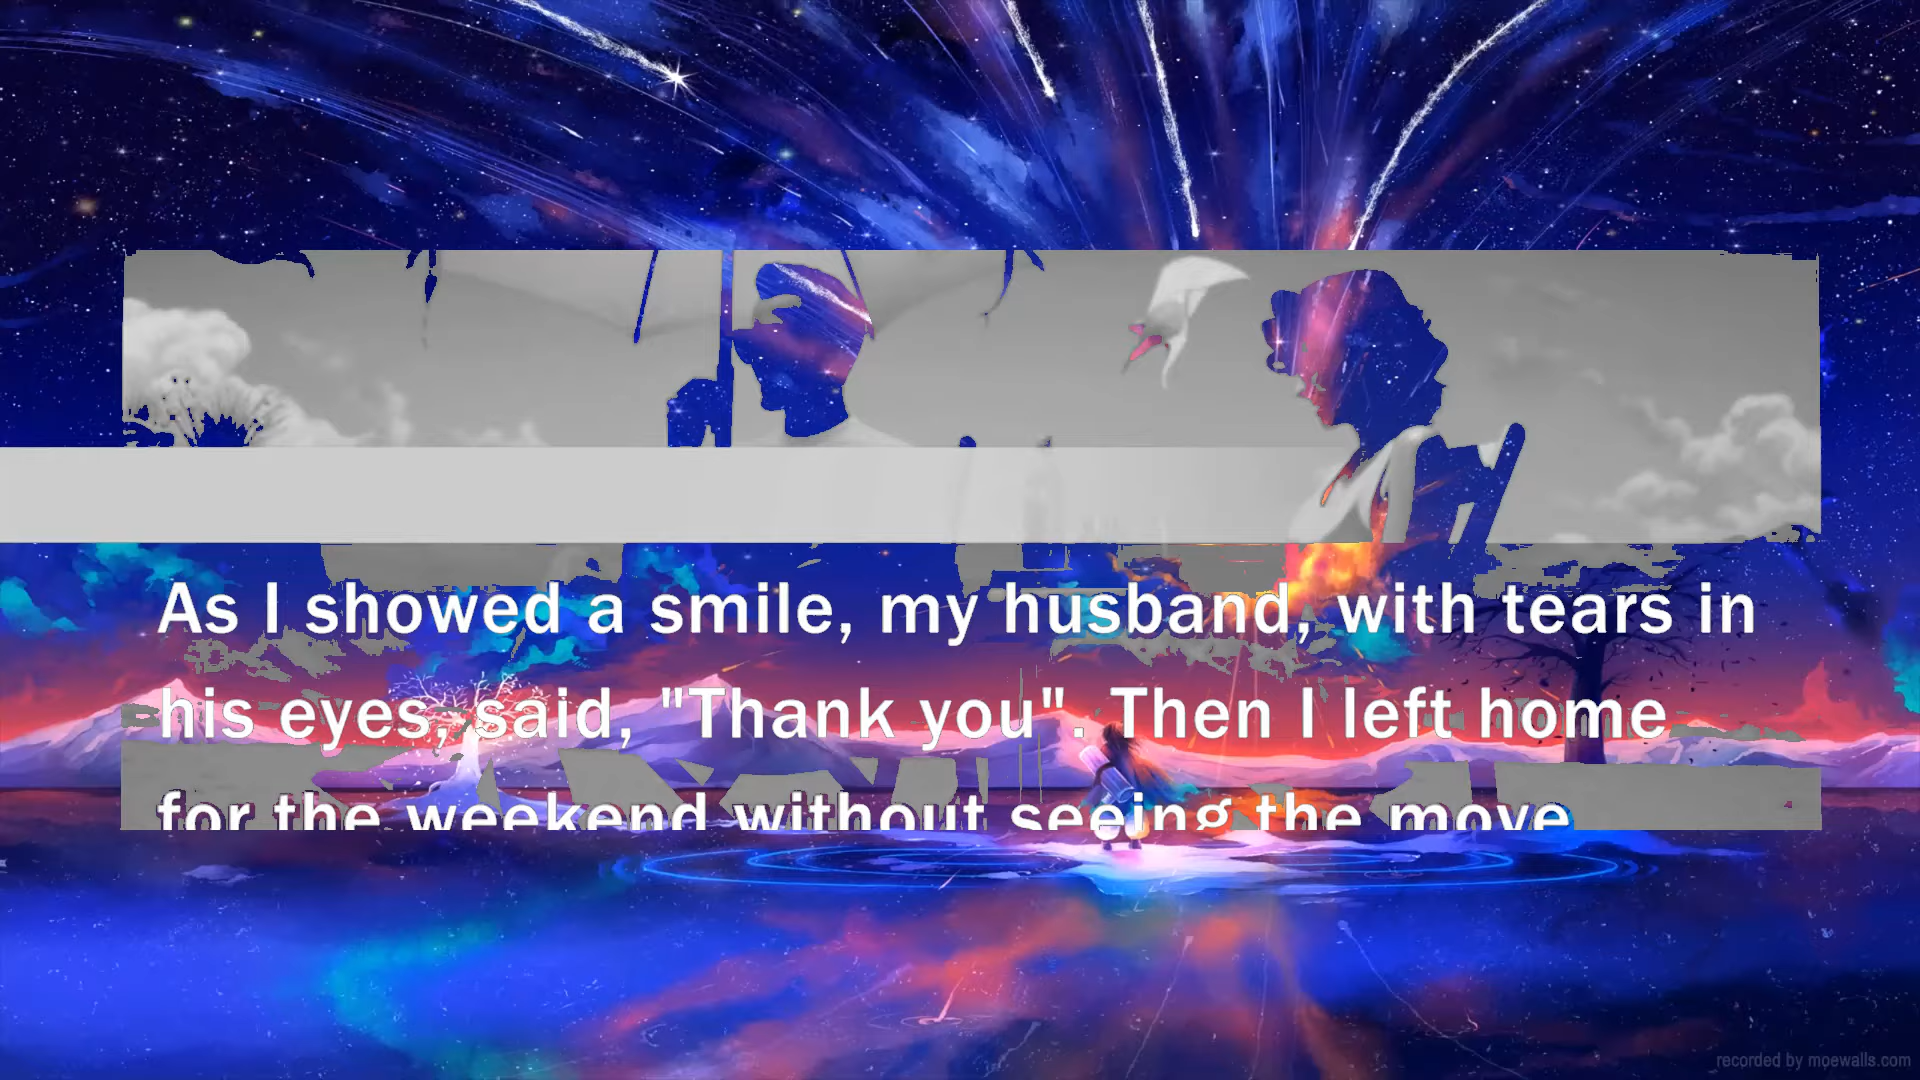 As I showed a smile, my husband, with tears in
his eyes, said, "Thank you". Then I left home
for the weekend without seeing the move
recorded by moewalls.com